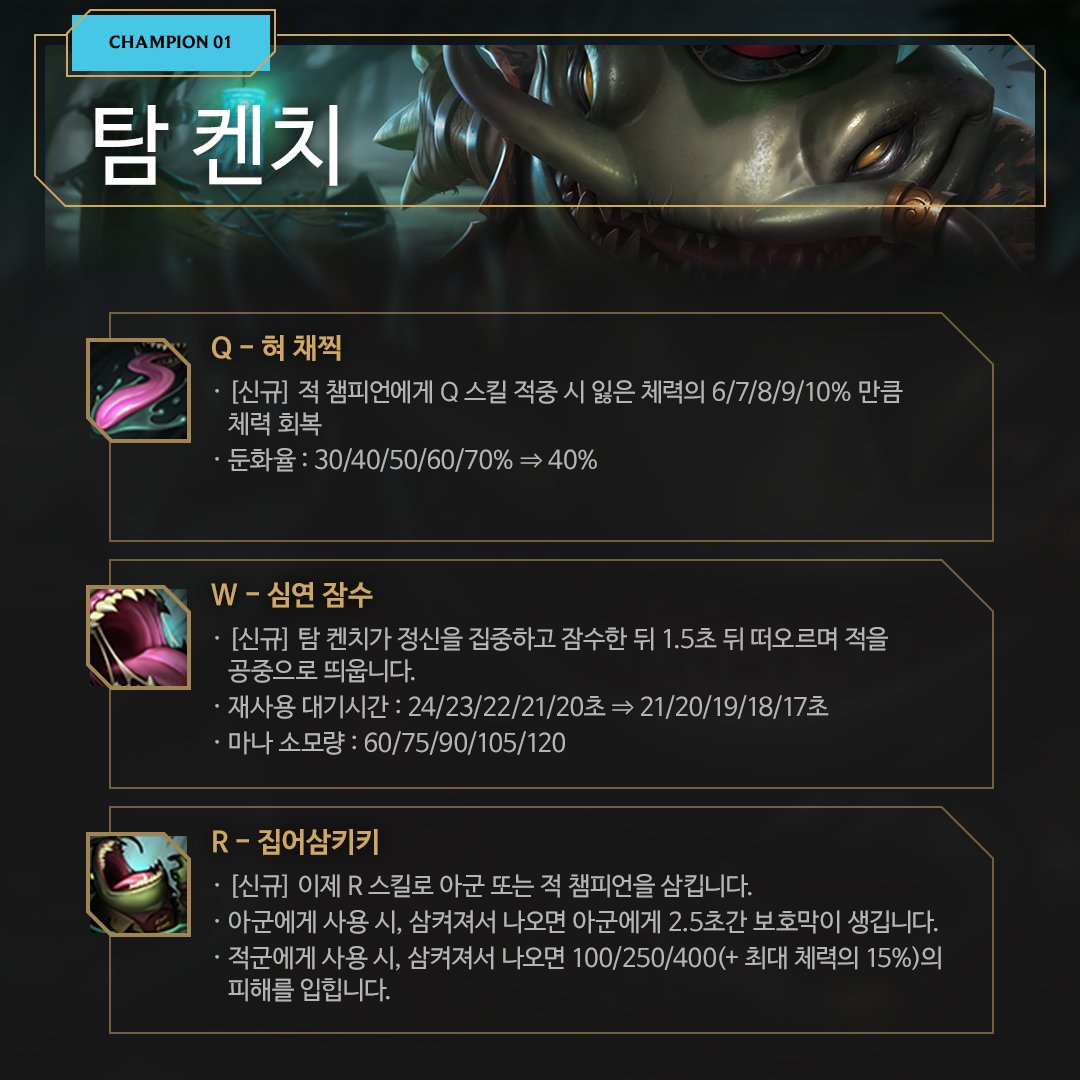 CHAMPION 01
탐 켄치
Q – 혀 채찍
· [신규] 적 챔피언에게 Q 스킬 적중 시 잃은 체력의 6/7/8/9/10% 만큼
체력 회복
· 둔화율 : 30/40/50/60/70% ⇒ 40%
W – 심연 잠수
· [신규] 탐 켄치가 정신을 집중하고 잠수한 뒤 1.5초 뒤 떠오르며 적을
공중으로 띄웁니다.
· 재사용 대기시간 : 24/23/22/21/20초 ⇒ 21/20/19/18/17초
· 마나 소모량 : 60/75/90/105/120
R – 집어삼키키
· [신규] 이제 R 스킬로 아군 또는 적 챔피언을 삼킵니다.
· 아군에게 사용 시, 삼켜져서 나오면 아군에게 2.5초간 보호막이 생깁니다.
· 적군에게 사용 시, 삼켜져서 나오면 100/250/400(+ 최대 체력의 15%)의
피해를 입힙니다.